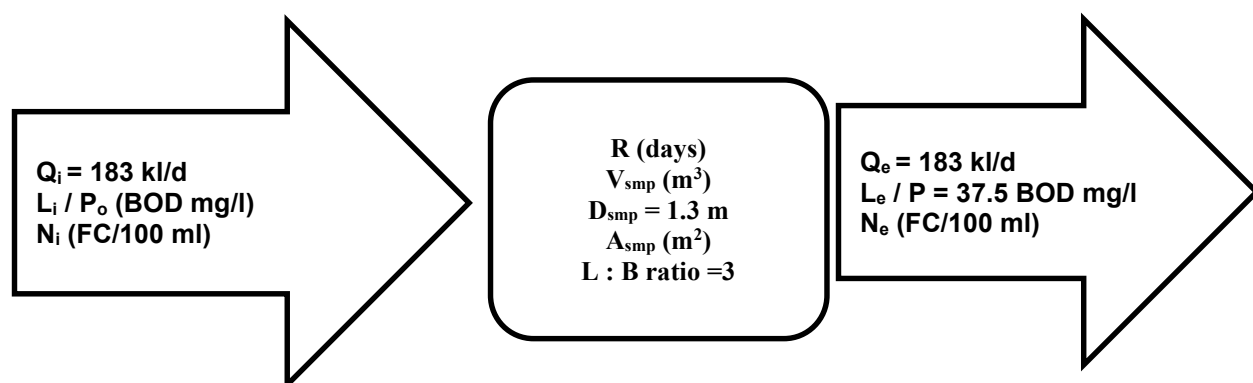 Qi = 183 kl/d
Li / Po (BOD mg/l)
Ni (FC/100 ml)
R (days)
Vsmp (m³)
Dsmp = 1.3 m
Asmp (m²)
L : B ratio =3
Qe = 183 kl/d
Le / P = 37.5 BOD mg/l
Ne (FC/100 ml)